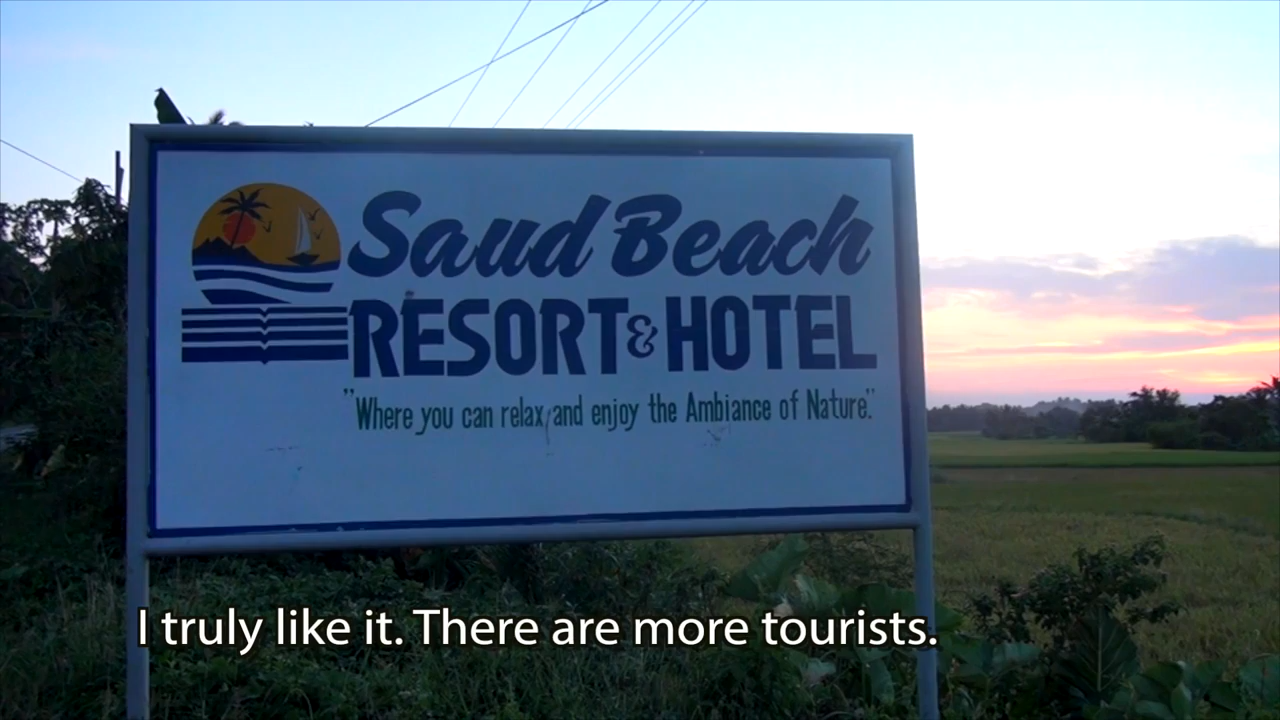 Saud Beach
RESORT & HOTEL
"Where you can relax and enjoy the Ambiance of Nature."
I truly like it. There are more tourists.